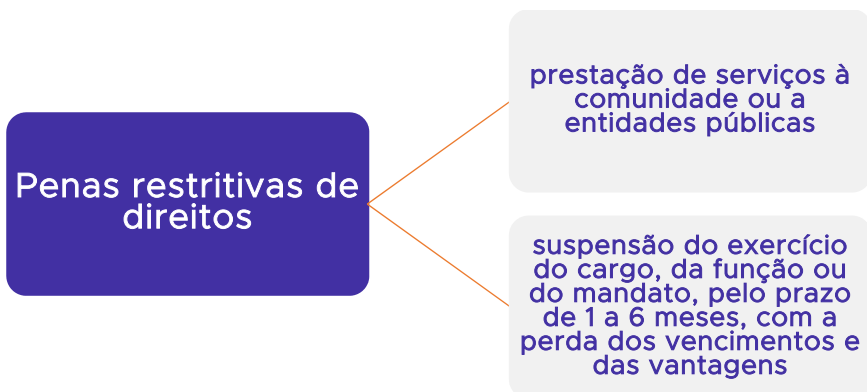 Penas restritivas de
direitos
prestação de serviços à
comunidade ou a
entidades públicas
suspensão do exercício
do cargo, da função ou
do mandato, pelo prazo
de 1 a 6 meses, com a
perda dos vencimentos e
das vantagens